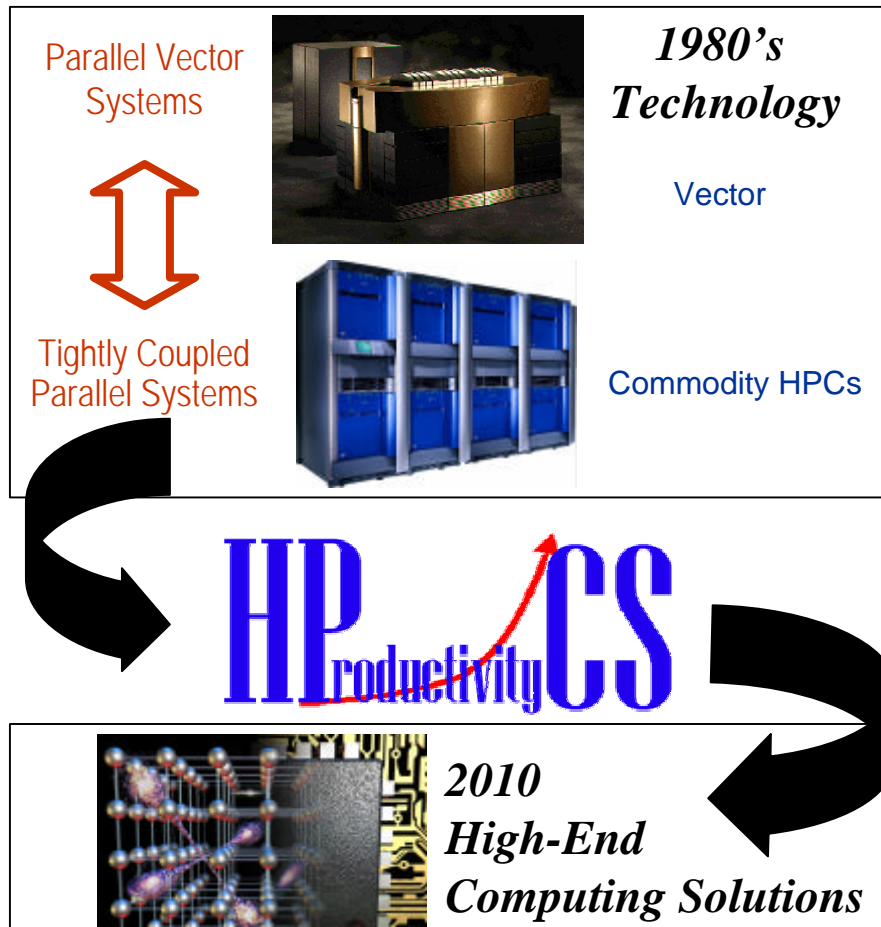 Parallel Vector
Systems
1980’s
Technology
Vector
Tightly Coupled
Parallel Systems
Commodity HPCs
HProductivityCS
2010
High-End
Computing Solutions